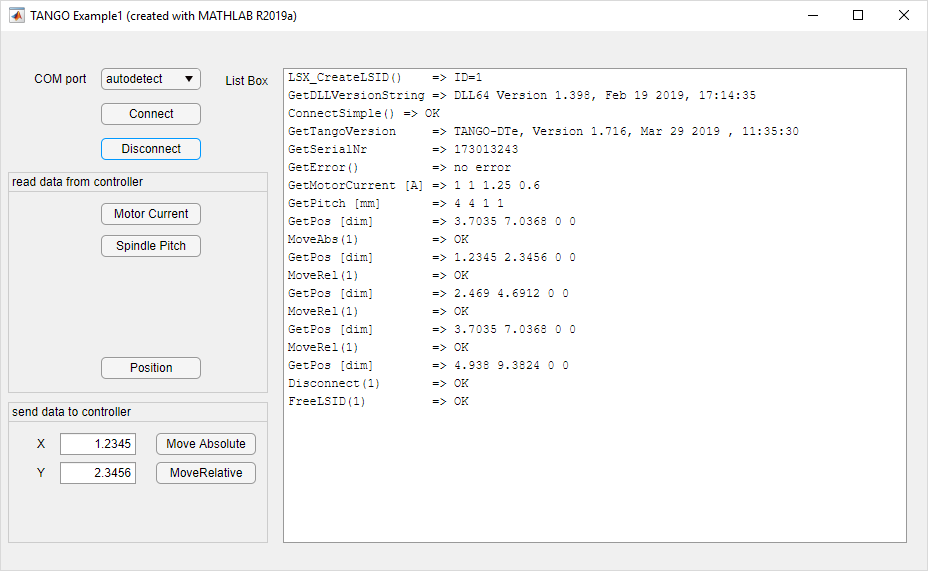 TANGO Example1 (created with MATHLAB R2019a)
COM port
autodetect
List Box
Connect
Disconnect
read data from controller
Motor Current
Spindle Pitch
Position
send data to controller
X 1.2345 Move Absolute
Y 2.3456 MoveRelative
LSX_CreateLSID() => ID=1
GetDLLVersionString => DLL64 Version 1.398, Feb 19 2019, 17:14:35
ConnectSimple() => OK
GetTangoVersion => TANGO-DTe, Version 1.716, Mar 29 2019 , 11:35:30
GetSerialNr => 173013243
GetError() => no error
GetMotorCurrent [A] => 1 1 1.25 0.6
GetPitch [mm] => 4 4 1 1
GetPos [dim] => 3.7035 7.0368 0 0
MoveAbs(1) => OK
GetPos [dim] => 1.2345 2.3456 0 0
MoveRel(1) => OK
GetPos [dim] => 2.469 4.6912 0 0
MoveRel(1) => OK
GetPos [dim] => 3.7035 7.0368 0 0
MoveRel(1) => OK
GetPos [dim] => 4.938 9.3824 0 0
Disconnect(1) => OK
FreeLSID(1) => OK